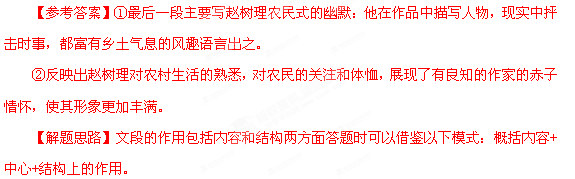 【参考答案】①最后一段主要写赵树理农民式的幽默：他在作品中描写人物，现实中抨
击时事，都富有乡土气息的风趣语言出之。
②反映出赵树理对农村生活的熟悉，对农民的关注和体恤，展现了有良知的作家的赤子
情怀，使其形象更加丰满。
【解题思路】文段的作用包括内容和结构两方面答题时可以借鉴以下模式：概括内容+
中心+结构上的作用。